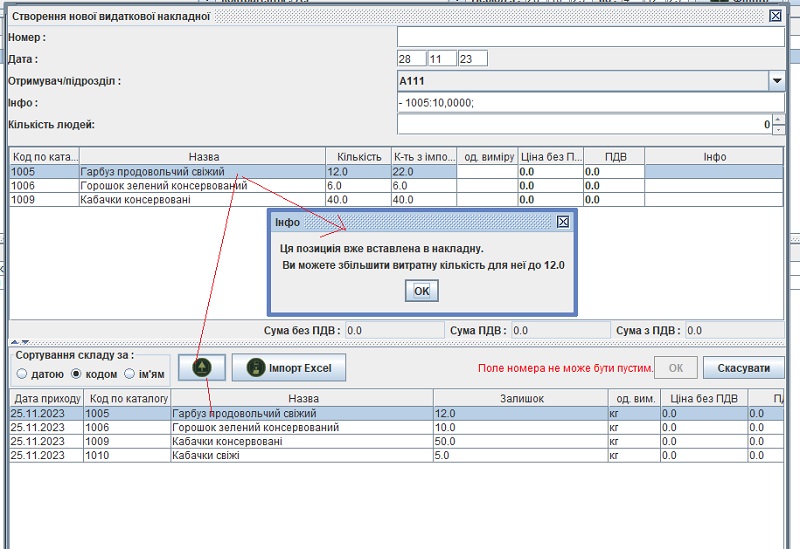 Створення нової видаткової накладної
Номер :
Дата : 28 11 23
Отримувач/підрозділ : А111
Інфо : - 1005:10,0000;
Кількість людей: 0
Код по ката... Назва Кількість К-ть з імпо... од. виміру Ціна без П... ПДВ Інфо
1005 Гарбуз продовольчий свіжий 12.0 22.0 0.0 0.0
1006 Горошок зелений консервований 6.0 6.0 0.0 0.0
1009 Кабачки консервовані 40.0 40.0 0.0 0.0
Інфо
Ця позиціія вже вставлена в накладну.
Ви можете збільшити витратну кількість для неї до 12.0
OK
Сума без ПДВ : 0.0 Сума ПДВ : 0.0 Сума з ПДВ : 0.0
Сортування складу за :
датою кодом ім'ям
Імпорт Excel
Поле номера не може бути пустим.
ОК
Скасувати
Дата приходу Код по каталогу Назва Залишок од. вим. Ціна без ПДВ
25.11.2023 1005 Гарбуз продовольчий свіжий 12.0 кг 0.0 0.0
25.11.2023 1006 Горошок зелений консервований 10.0 кг 0.0 0.0
25.11.2023 1009 Кабачки консервовані 50.0 кг 0.0 0.0
25.11.2023 1010 Кабачки свіжі 5.0 кг 0.0 0.0